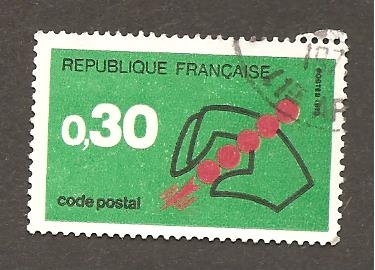 REPUBLIQUE FRANÇAISE
0,30
code postal